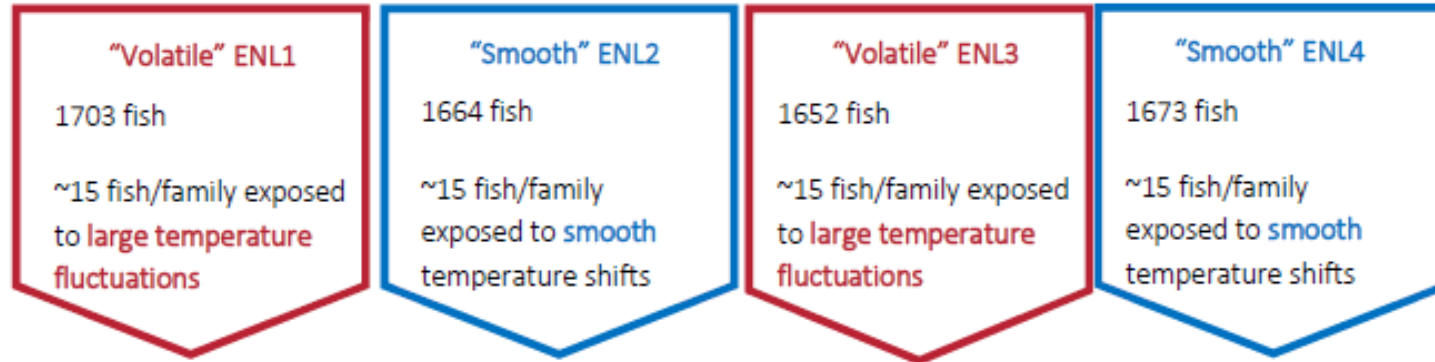 “Volatile” ENL1
1703 fish
~15 fish/family exposed
to large temperature
fluctuations
“Smooth” ENL2
1664 fish
~15 fish/family
exposed to smooth
temperature shifts
“Volatile” ENL3
1652 fish
~15 fish/family exposed
to large temperature
fluctuations
“Smooth” ENL4
1673 fish
~15 fish/family
exposed to smooth
temperature shifts